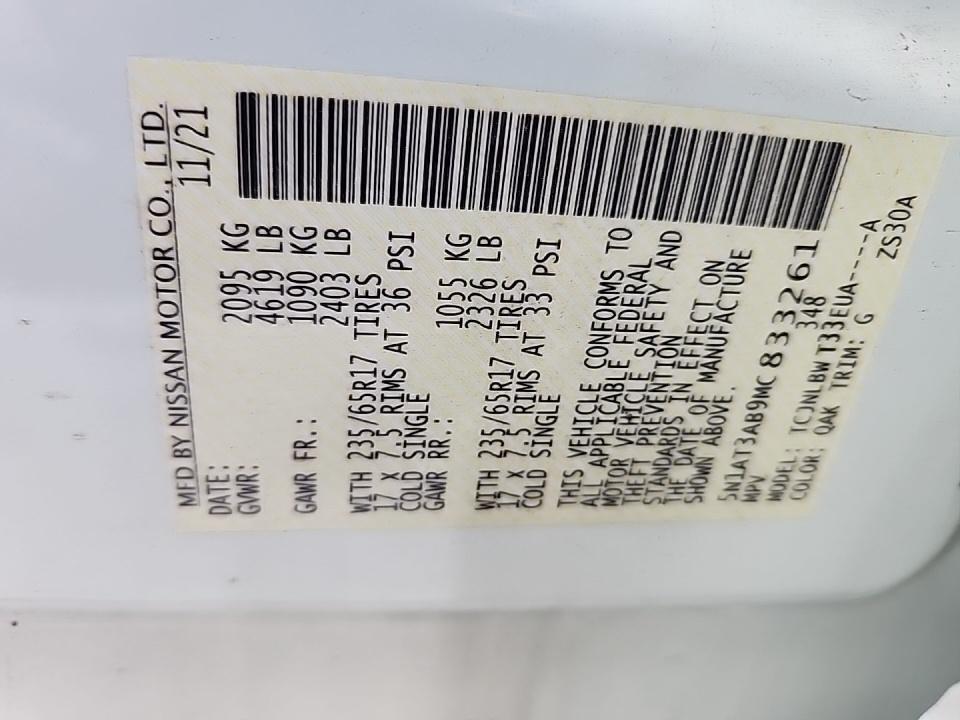 MFD BY NISSAN MOTOR CO., LTD.
DATE: 11/21
GVWR: 2095 KG
4619 LB
GAWR FR.: 1090 KG
2403 LB
WITH 235/65R17 TIRES
17 X 7.5 RIMS AT 36 PSI
COLD SINGLE
GAWR RR.: 1055 KG
2326 LB
WITH 235/65R17 TIRES
17 X 7.5 RIMS AT 33 PSI
COLD SINGLE
THIS VEHICLE CONFORMS TO
ALL APPLICABLE FEDERAL
MOTOR VEHICLE SAFETY AND
THEFT PREVENTION
STANDARDS IN EFFECT ON
THE DATE OF MANUFACTURE
SHOWN ABOVE.
5N1AT3AB9MC833261
MPV 348
MODEL: TCJNLBWT33EUA-----A
COLOR: QAK TRIM: G ZS30A